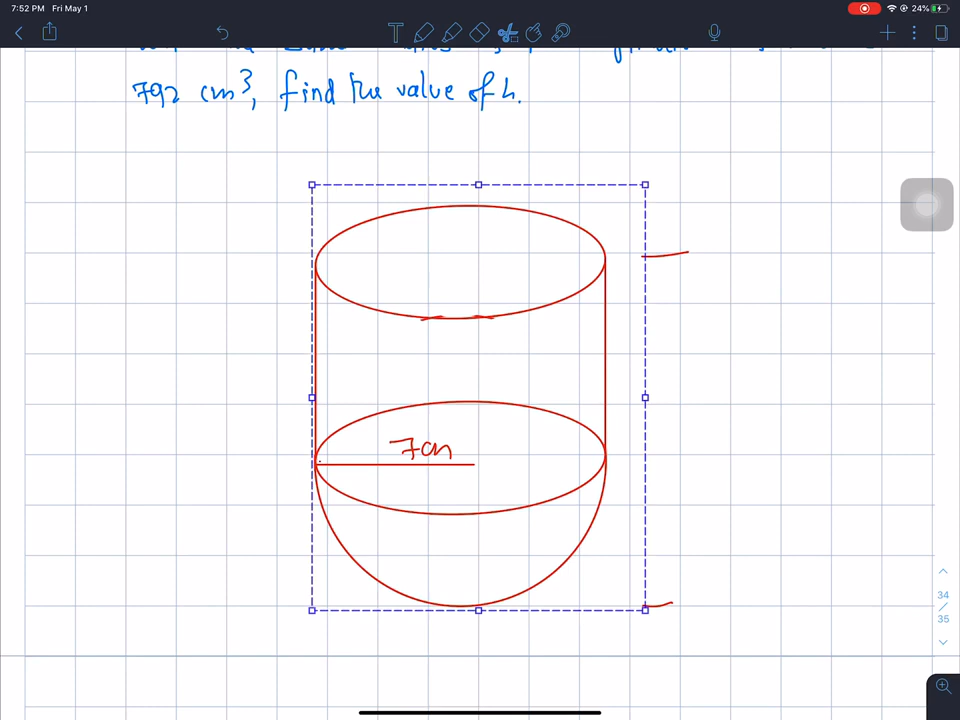 7:52 PM Fri May 1
24%
792 cm³, find the value of h.
7cm
34
/
35